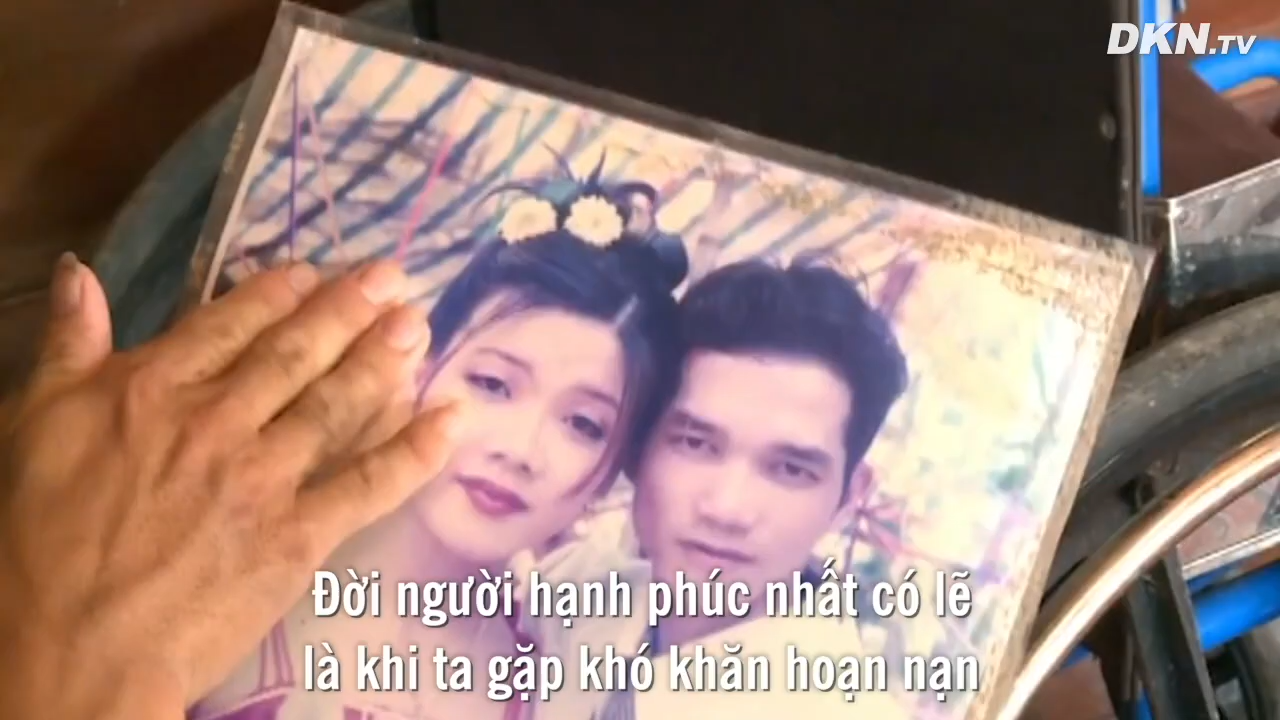 DKN.TV
Đời người hạnh phúc nhất có lẽ
là khi ta gặp khó khăn hoạn nạn